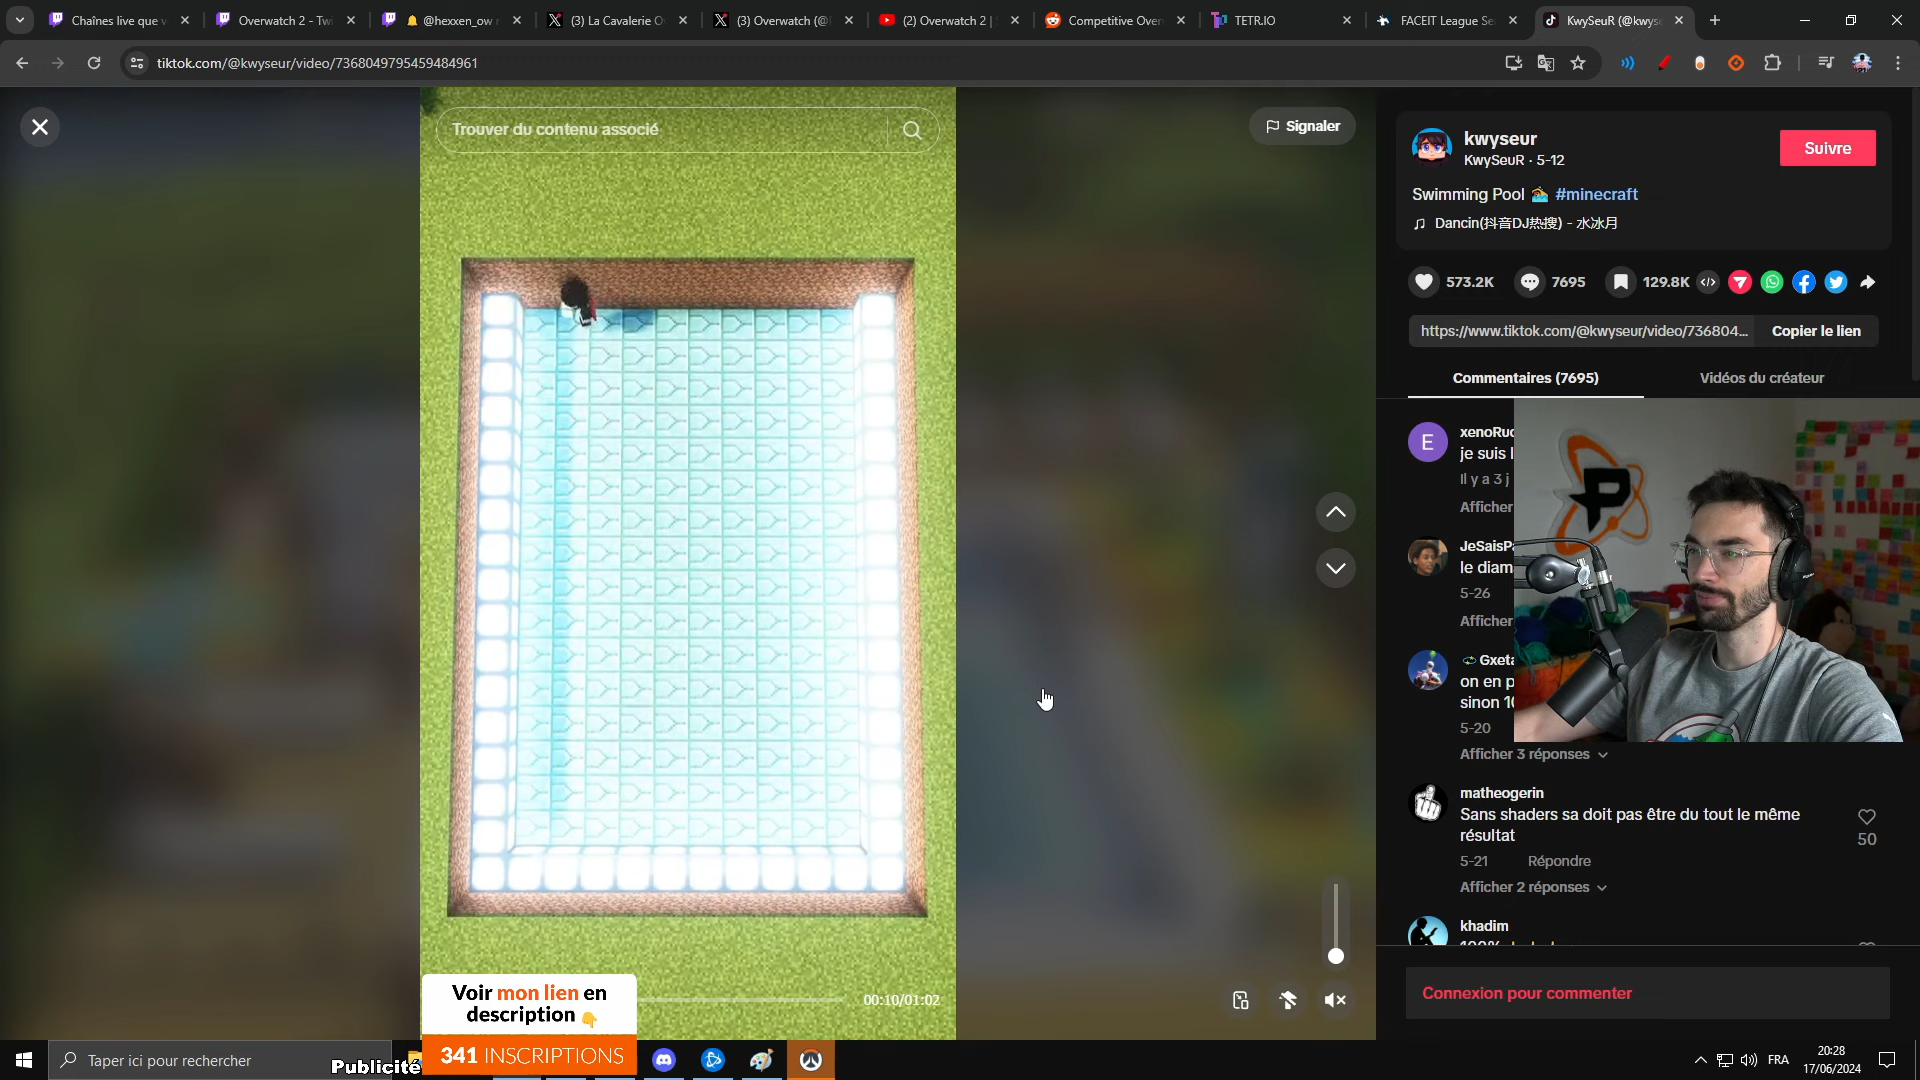 Chaînes live que v
Overwatch 2 - Twi
@hexxen_ow
(3) La Cavalerie O
(3) Overwatch (@
(2) Overwatch 2 |
Competitive Over
TETR.IO
FACEIT League Se
KwySeuR (@kwys
tiktok.com/@kwyseur/video/7368049795459484961
Trouver du contenu associé
Signaler
kwyseur
KwySeuR · 5-12
Suivre
Swimming Pool 🏊 #minecraft
Dancin(抖音DJ热搜) - 水冰月
573.2K
7695
129.8K
https://www.tiktok.com/@kwyseur/video/736804...
Copier le lien
Commentaires (7695)
Vidéos du créateur
E
xenoRu
je suis l
Il y a 3 j
Afficher
JeSaisPa
le diam
5-26
Afficher
Gxeta
on en p
sinon 1
5-20
Afficher 3 réponses
matheogerin
Sans shaders sa doit pas être du tout le même
résultat
50
5-21 Répondre
Afficher 2 réponses
khadim
Connexion pour commenter
00:10/01:02
Voir mon lien en
description 👇
341 INSCRIPTIONS
Publicité
Taper ici pour rechercher
FRA
20:28
17/06/2024